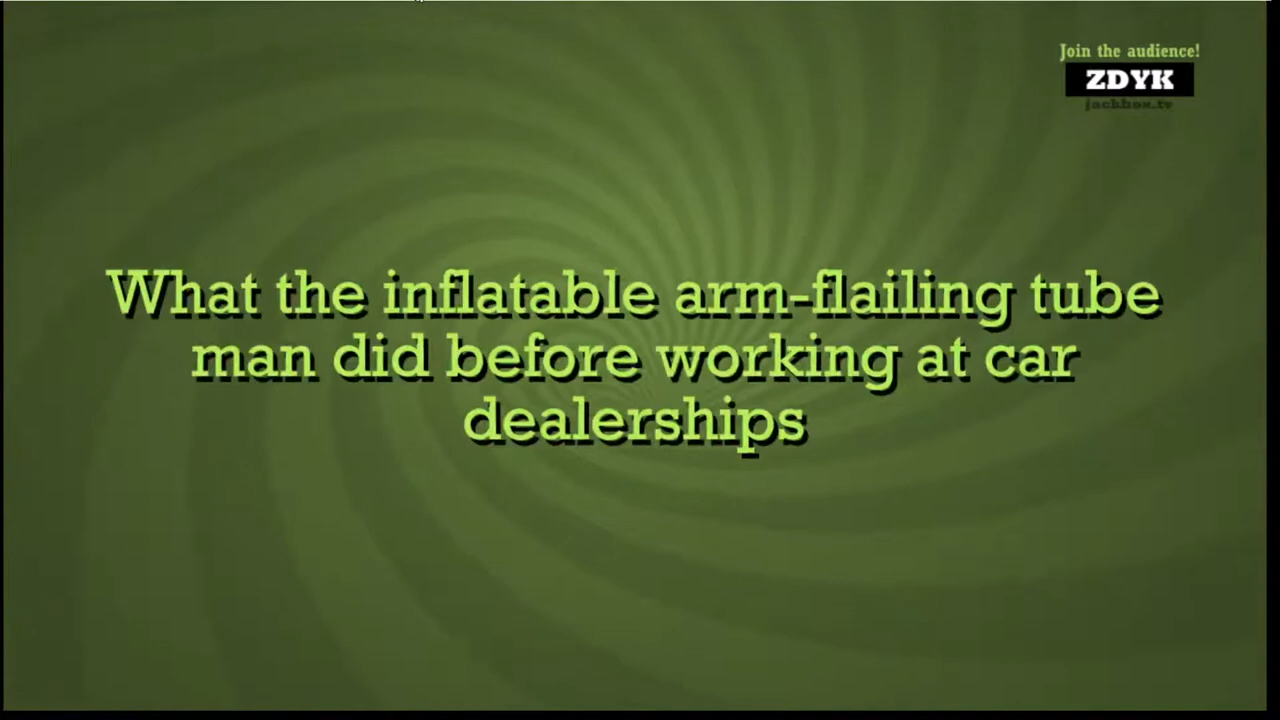 Join the audience!
ZDYK
jackbox.tv
What the inflatable arm-flailing tube
man did before working at car
dealerships